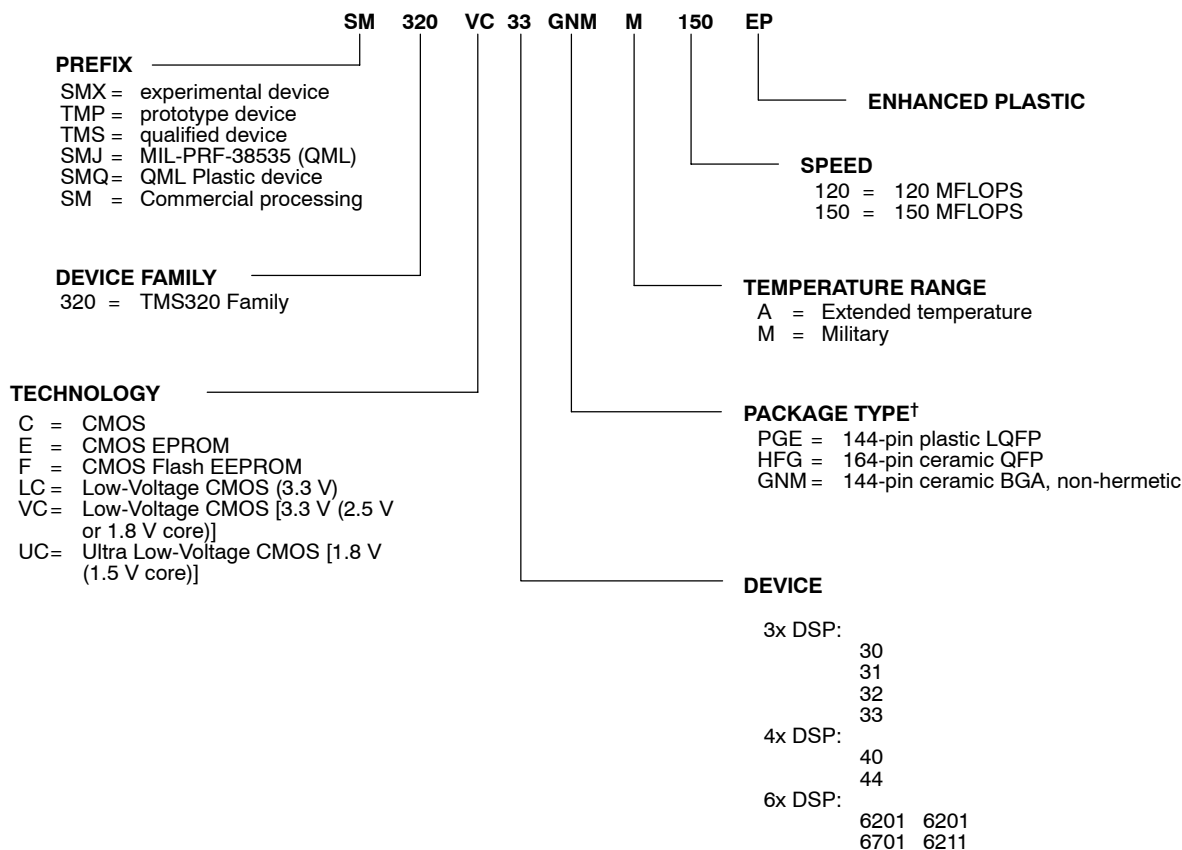 SM 320 VC 33 GNM M 150 EP
PREFIX
SMX = experimental device
TMP = prototype device
TMS = qualified device
SMJ = MIL-PRF-38535 (QML)
SMQ= QML Plastic device
SM = Commercial processing
DEVICE FAMILY
320 = TMS320 Family
TECHNOLOGY
C = CMOS
E = CMOS EPROM
F = CMOS Flash EEPROM
LC = Low-Voltage CMOS (3.3 V)
VC= Low-Voltage CMOS [3.3 V (2.5 V
or 1.8 V core)]
UC= Ultra Low-Voltage CMOS [1.8 V
(1.5 V core)]
ENHANCED PLASTIC
SPEED
120 = 120 MFLOPS
150 = 150 MFLOPS
TEMPERATURE RANGE
A = Extended temperature
M = Military
PACKAGE TYPE†
PGE = 144-pin plastic LQFP
HFG = 164-pin ceramic QFP
GNM = 144-pin ceramic BGA, non-hermetic
DEVICE
3x DSP:
30
31
32
33
4x DSP:
40
44
6x DSP:
6201 6201
6701 6211